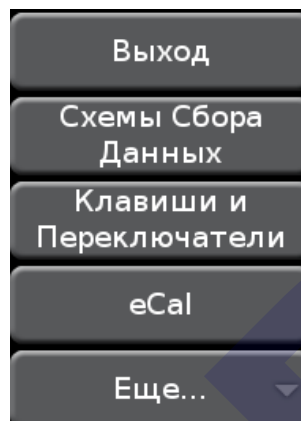 Выход
Схемы Сбора
Данных
Клавиши и
Переключатели
eCal
Еще...